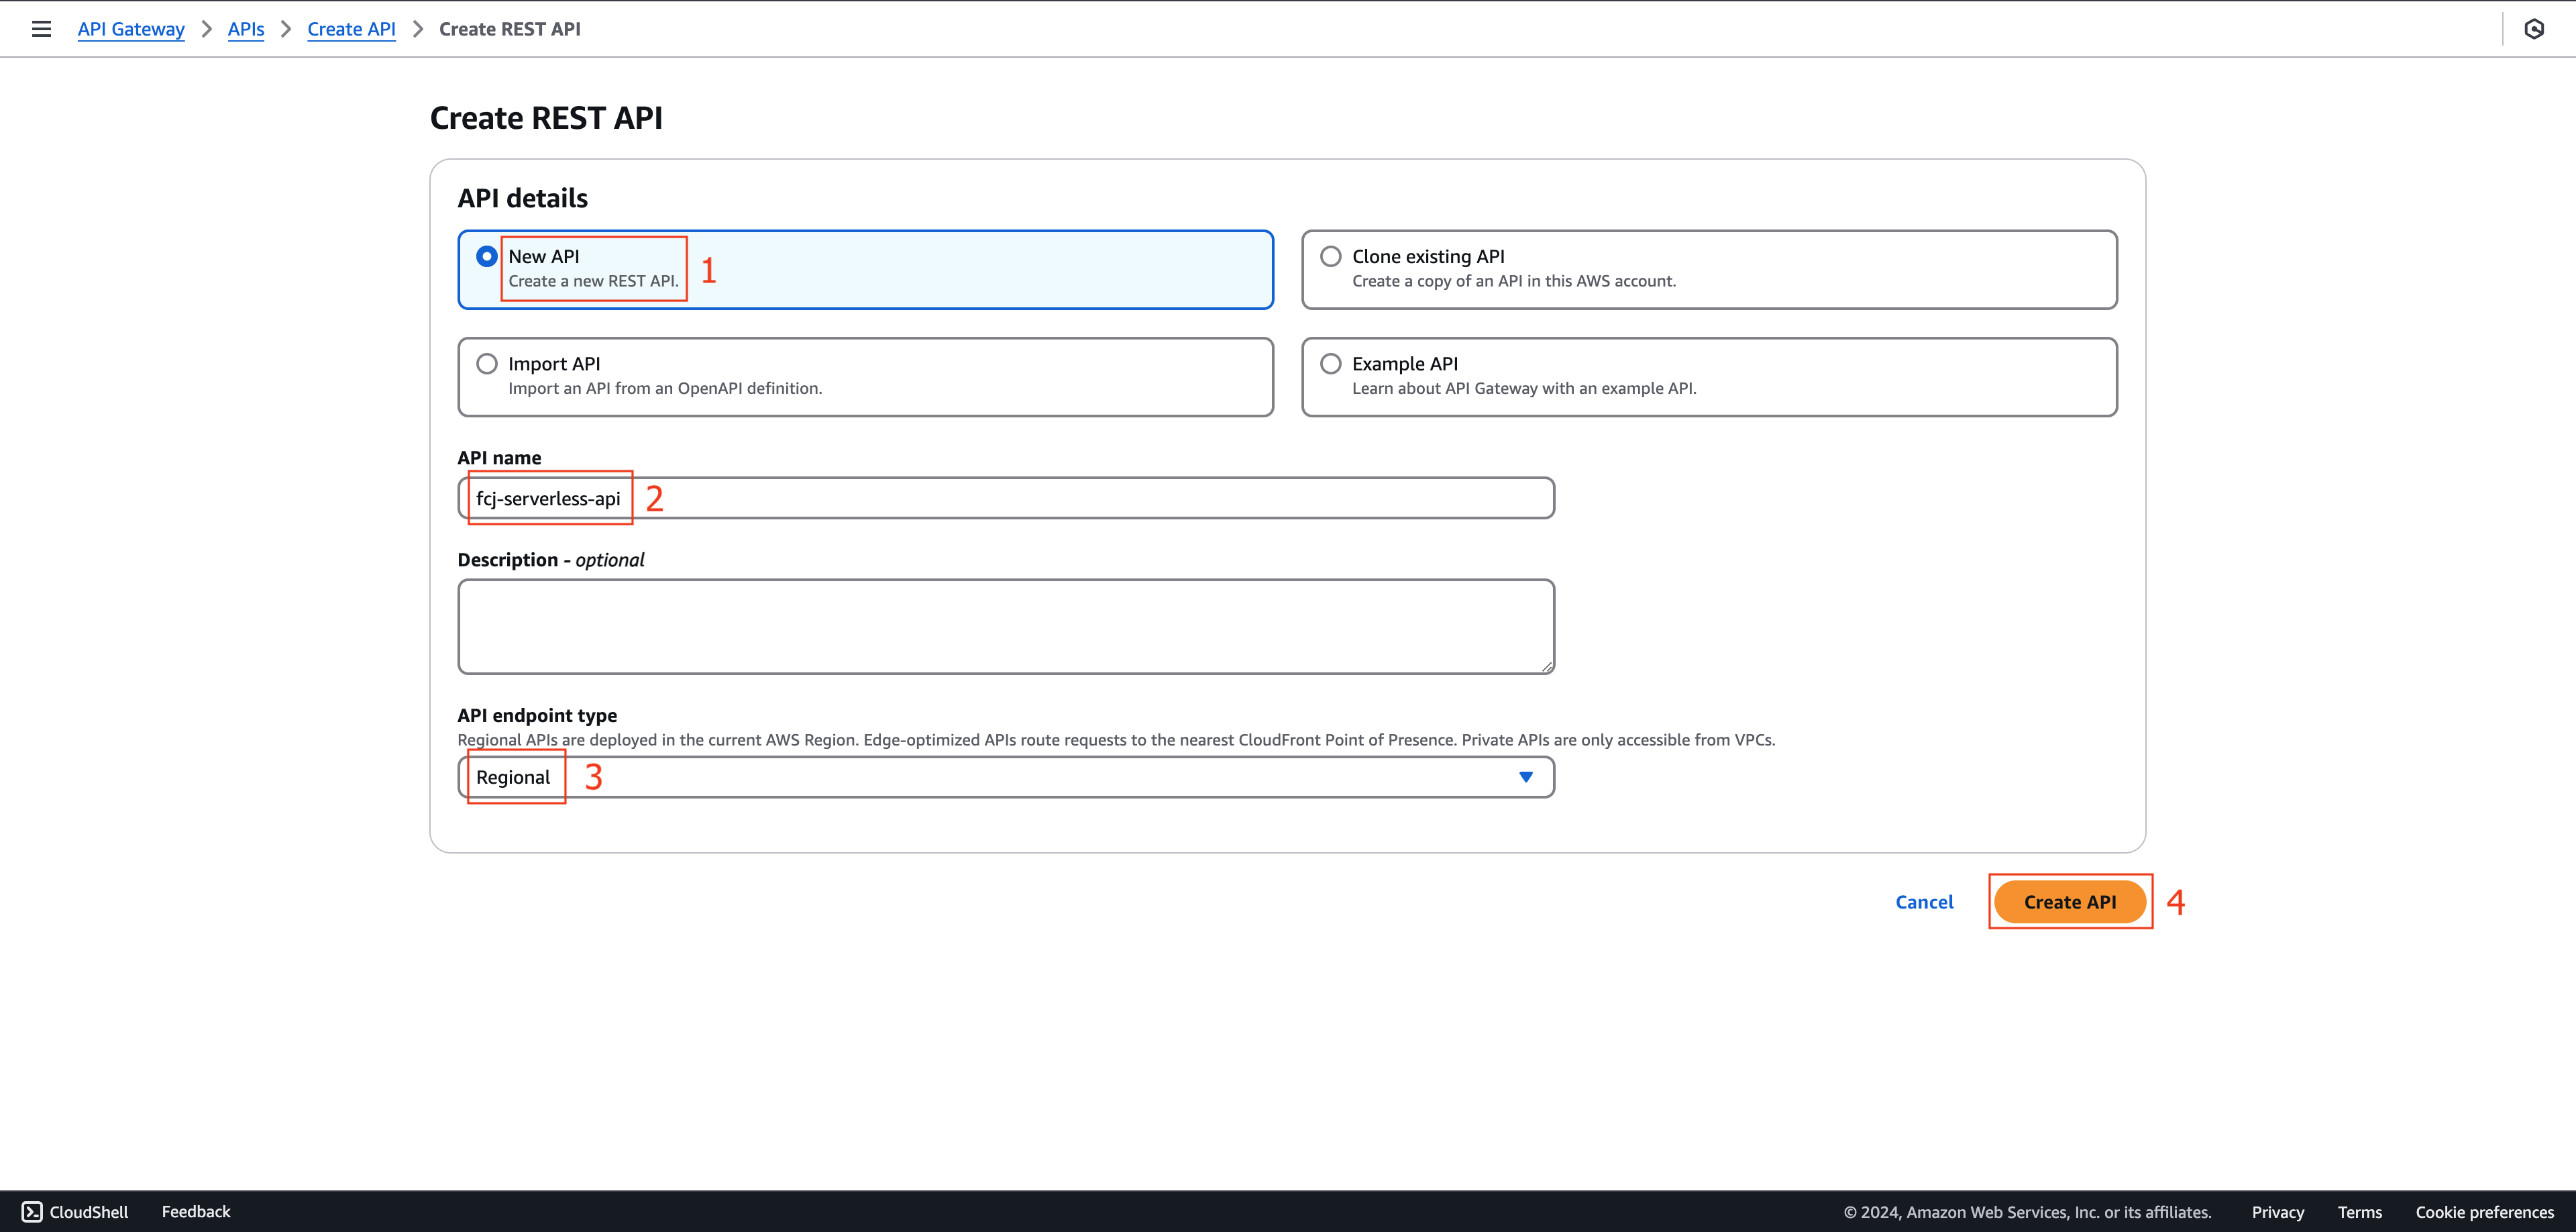 API Gateway > APIs > Create API > Create REST API
Create REST API
API details
New API
Create a new REST API.
1
Clone existing API
Create a copy of an API in this AWS account.
Import API
Import an API from an OpenAPI definition.
Example API
Learn about API Gateway with an example API.
API name
fcj-serverless-api 2
Description - optional
API endpoint type
Regional APIs are deployed in the current AWS Region. Edge-optimized APIs route requests to the nearest CloudFront Point of Presence. Private APIs are only accessible from VPCs.
Regional 3
Cancel Create API 4
CloudShell Feedback © 2024, Amazon Web Services, Inc. or its affiliates. Privacy Terms Cookie preferences